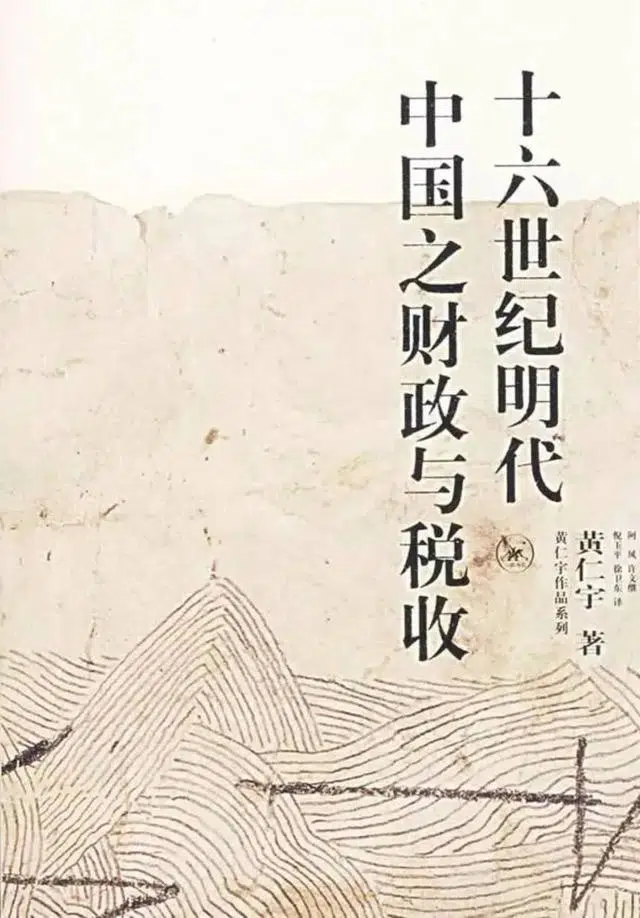 十六世纪明代
中国之财政与税收
阿 风 许文继
倪玉平 徐卫东 译
黄仁宇 著
黄仁宇作品系列